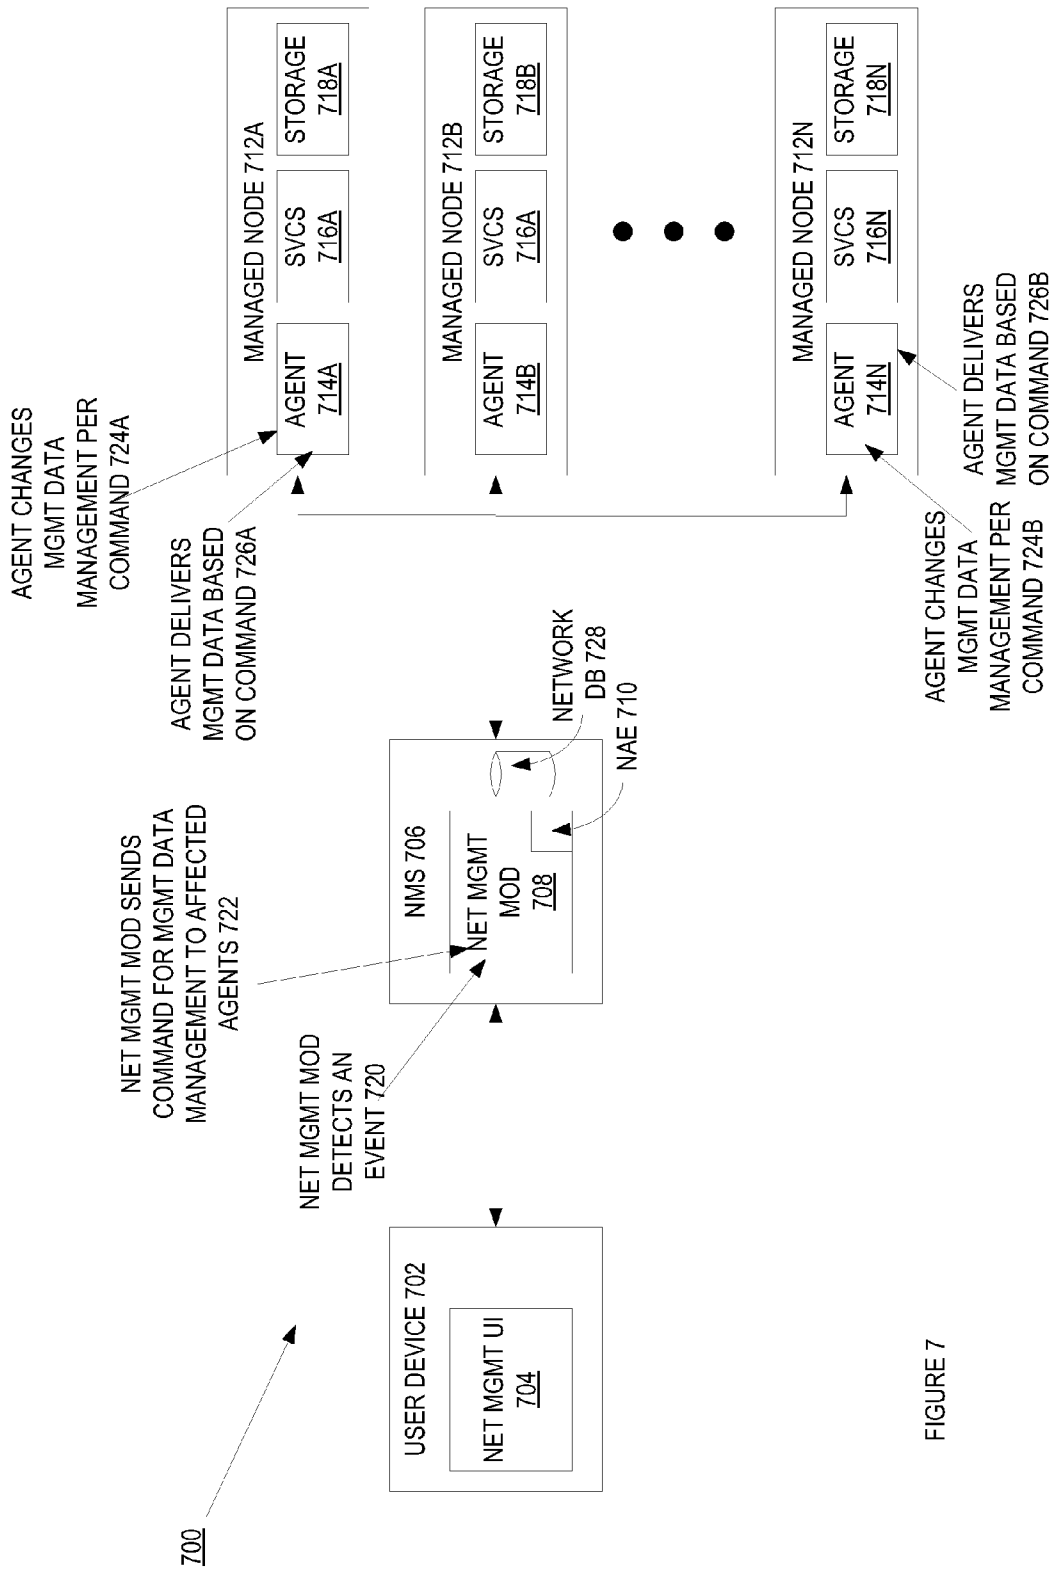 700
USER DEVICE 702
NET MGMT UI
704
NET MGMT MOD
DETECTS AN
EVENT 720
NET MGMT MOD SENDS
COMMAND FOR MGMT DATA
MANAGEMENT TO AFFECTED
AGENTS 722
NMS 706
NET MGMT
MOD
708
NETWORK
DB 728
NAE 710
AGENT CHANGES
MGMT DATA
MANAGEMENT PER
COMMAND 724A
AGENT DELIVERS
MGMT DATA BASED
ON COMMAND 726A
MANAGED NODE 712A
AGENT
714A
SVCS
716A
STORAGE
718A
MANAGED NODE 712B
AGENT
714B
SVCS
716A
STORAGE
718B
MANAGED NODE 712N
AGENT
714N
SVCS
716N
STORAGE
718N
AGENT CHANGES
MGMT DATA
MANAGEMENT PER
COMMAND 724B
AGENT DELIVERS
MGMT DATA BASED
ON COMMAND 726B
FIGURE 7